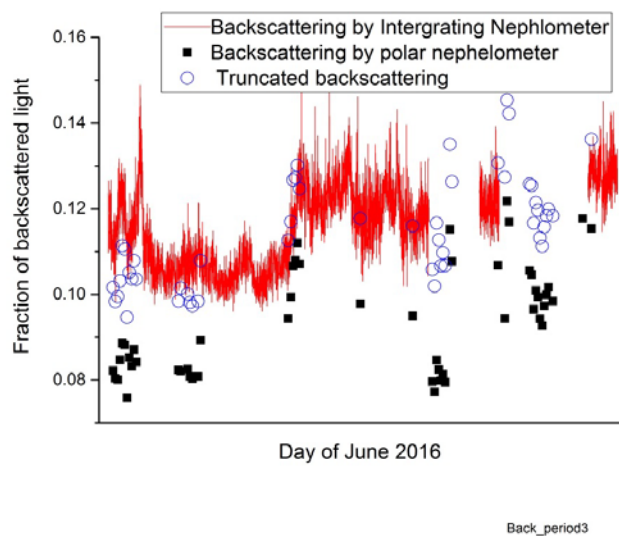 Backscattering by Intergrating Nephlometer
Backscattering by polar nephelometer
Truncated backscattering
0.16
0.14
0.12
0.10
0.08
Fraction of backscattered light
Day of June 2016
Back_period3